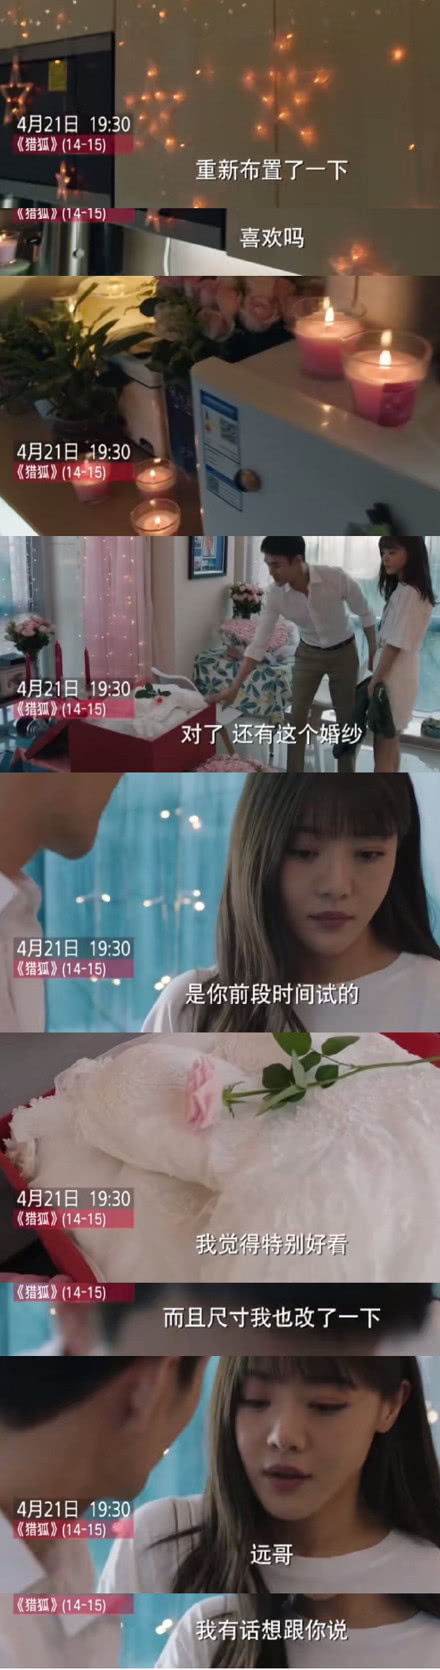 4月21日 19:30
《猎狐》(14-15)
重新布置了一下
《猎狐》(14-15)
喜欢吗
4月21日 19:30
《猎狐》(14-15)
4月21日 19:30
《猎狐》(14-15)
对了 还有这个婚纱
4月21日 19:30
《猎狐》(14-15)
是你前段时间试的
4月21日 19:30
《猎狐》(14-15)
我觉得特别好看
《猎狐》(14-15)
而且尺寸我也改了一下
4月21日 19:30
《猎狐》(14-15)
远哥
《猎狐》(14-15)
我有话想跟你说